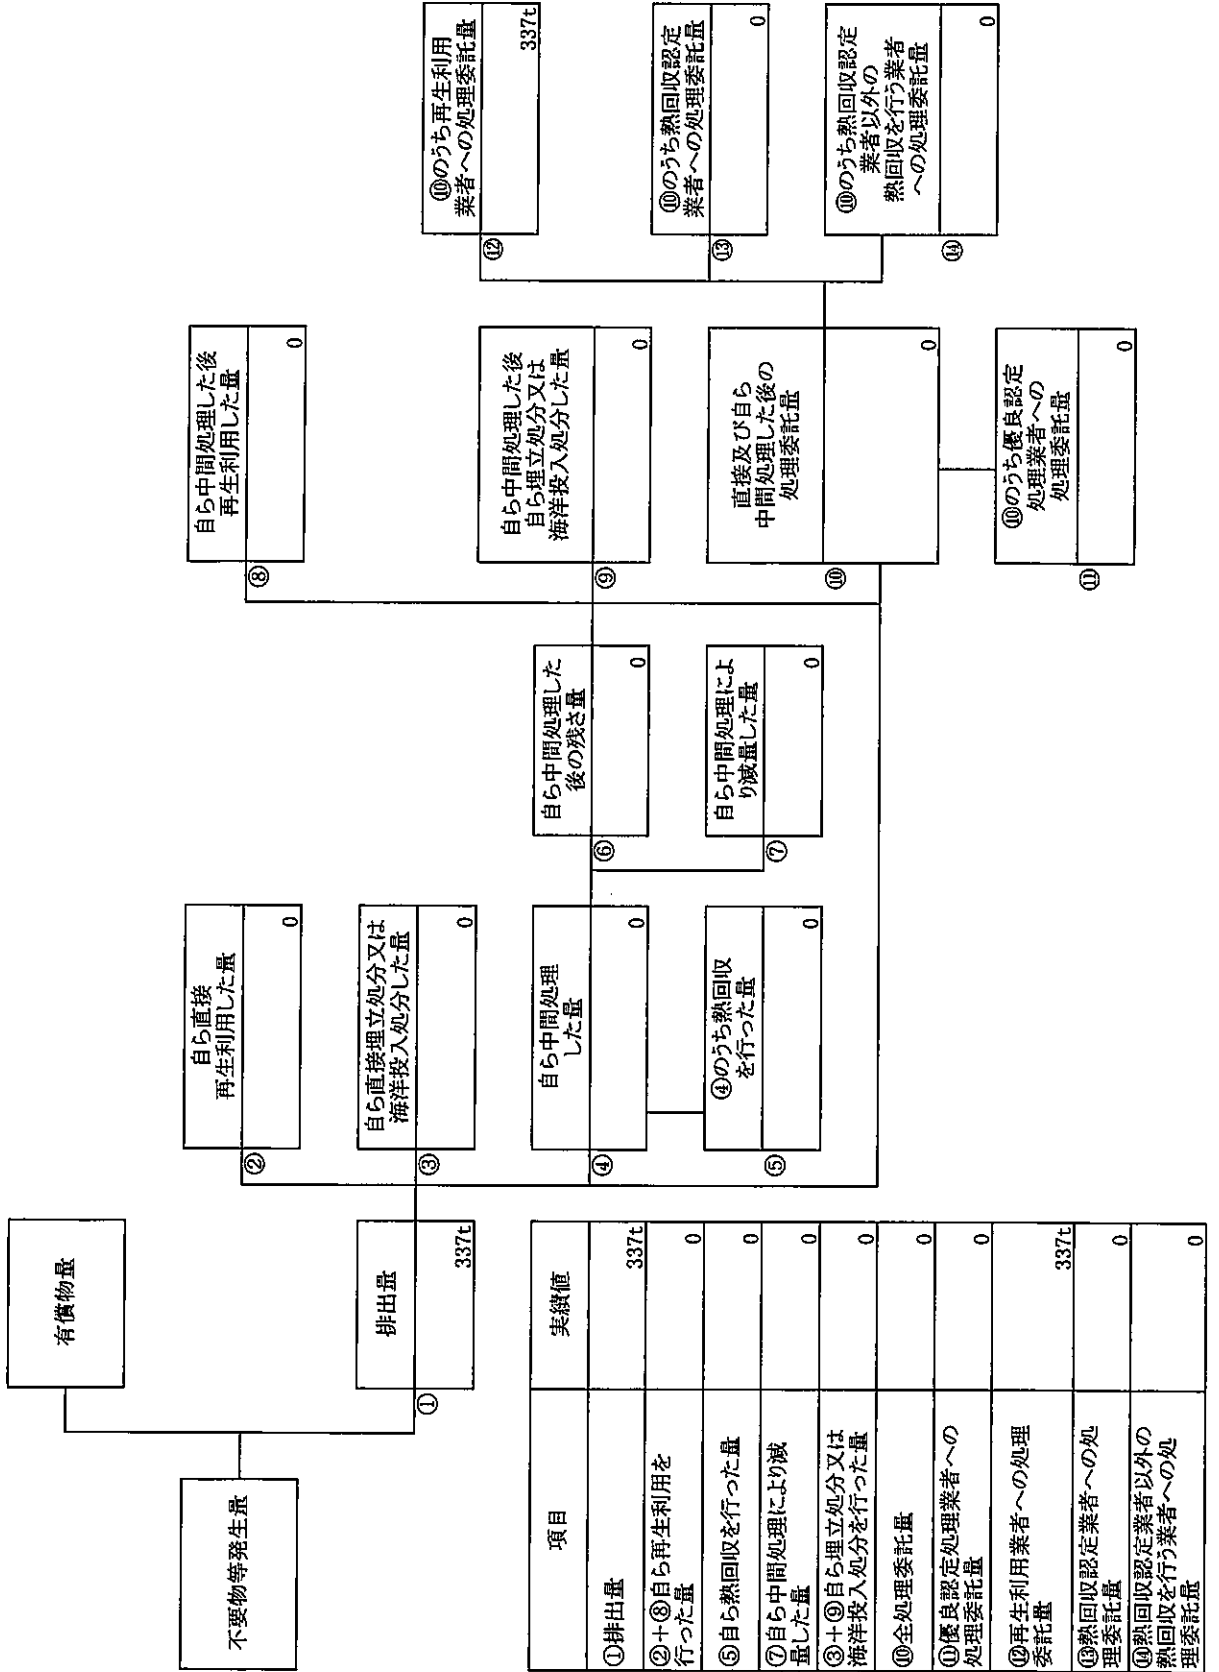 不要物等発生量
有償物量
排出量
①
337t
自ら直接
再生利用した量
②
0
自ら直接埋立処分又は
海洋投入処分した量
③
0
自ら中間処理
した量
④
0
④のうち熱回収
を行った量
⑤
0
自ら中間処理した
後の残さ量
⑥
0
自ら中間処理によ
り減量した量
⑦
0
自ら中間処理した後
再生利用した量
⑧
0
自ら中間処理した後
自ら埋立処分又は
海洋投入処分した量
⑨
0
直接及び自ら
中間処理した後の
処理委託量
⑩
0
⑩のうち優良認定
処理業者への
処理委託量
⑪
0
⑩のうち再生利用
業者への処理委託量
⑫
337t
⑩のうち熱回収認定
業者への処理委託量
⑬
0
⑩のうち熱回収認定
業者以外の
熱回収を行う業者
への処理委託量
⑭
0
項目 実績値
①排出量 337t
②+⑧自ら再生利用を
行った量 0
⑤自ら熱回収を行った量 0
⑦自ら中間処理により減
量した量 0
③+⑨自ら埋立処分又は
海洋投入処分を行った量 0
⑩全処理委託量 0
⑪優良認定処理業者への
処理委託量 0
⑫再生利用業者への処理
委託量 337t
⑬熱回収認定業者への処
理委託量 0
⑭熱回収認定業者以外の
熱回収を行う業者への処
理委託量 0